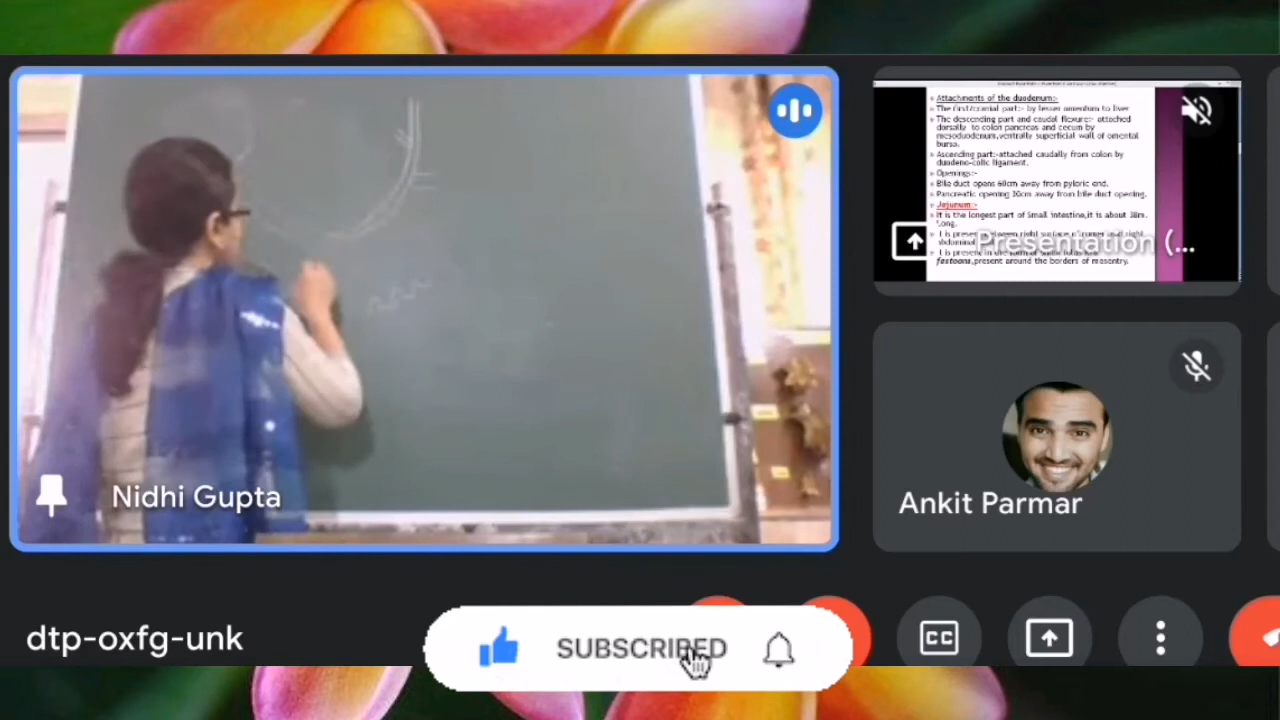 Attachments of the duodenum:-
The first/cranial part:- by lesser omentum to liver
The descending part and caudal flexure:- attached
dorsally to colon pancreas and cecum by
mesoduodenum,ventrally superficial wall of omental
bursa.
Ascending part:-attached caudally from colon by
duodeno-colic ligament.
Openings:-
Bile duct opens 60cm away from pyloric end.
Pancreatic opening 30cm away from bile duct opening.
Jejunum:-
It is the longest part of Small intestine,it is about 38m.
Long.
Presentation (...
festoons,present around the borders of mesentry.
Nidhi Gupta
Ankit Parmar
dtp-oxfg-unk
SUBSCRIBED
CC